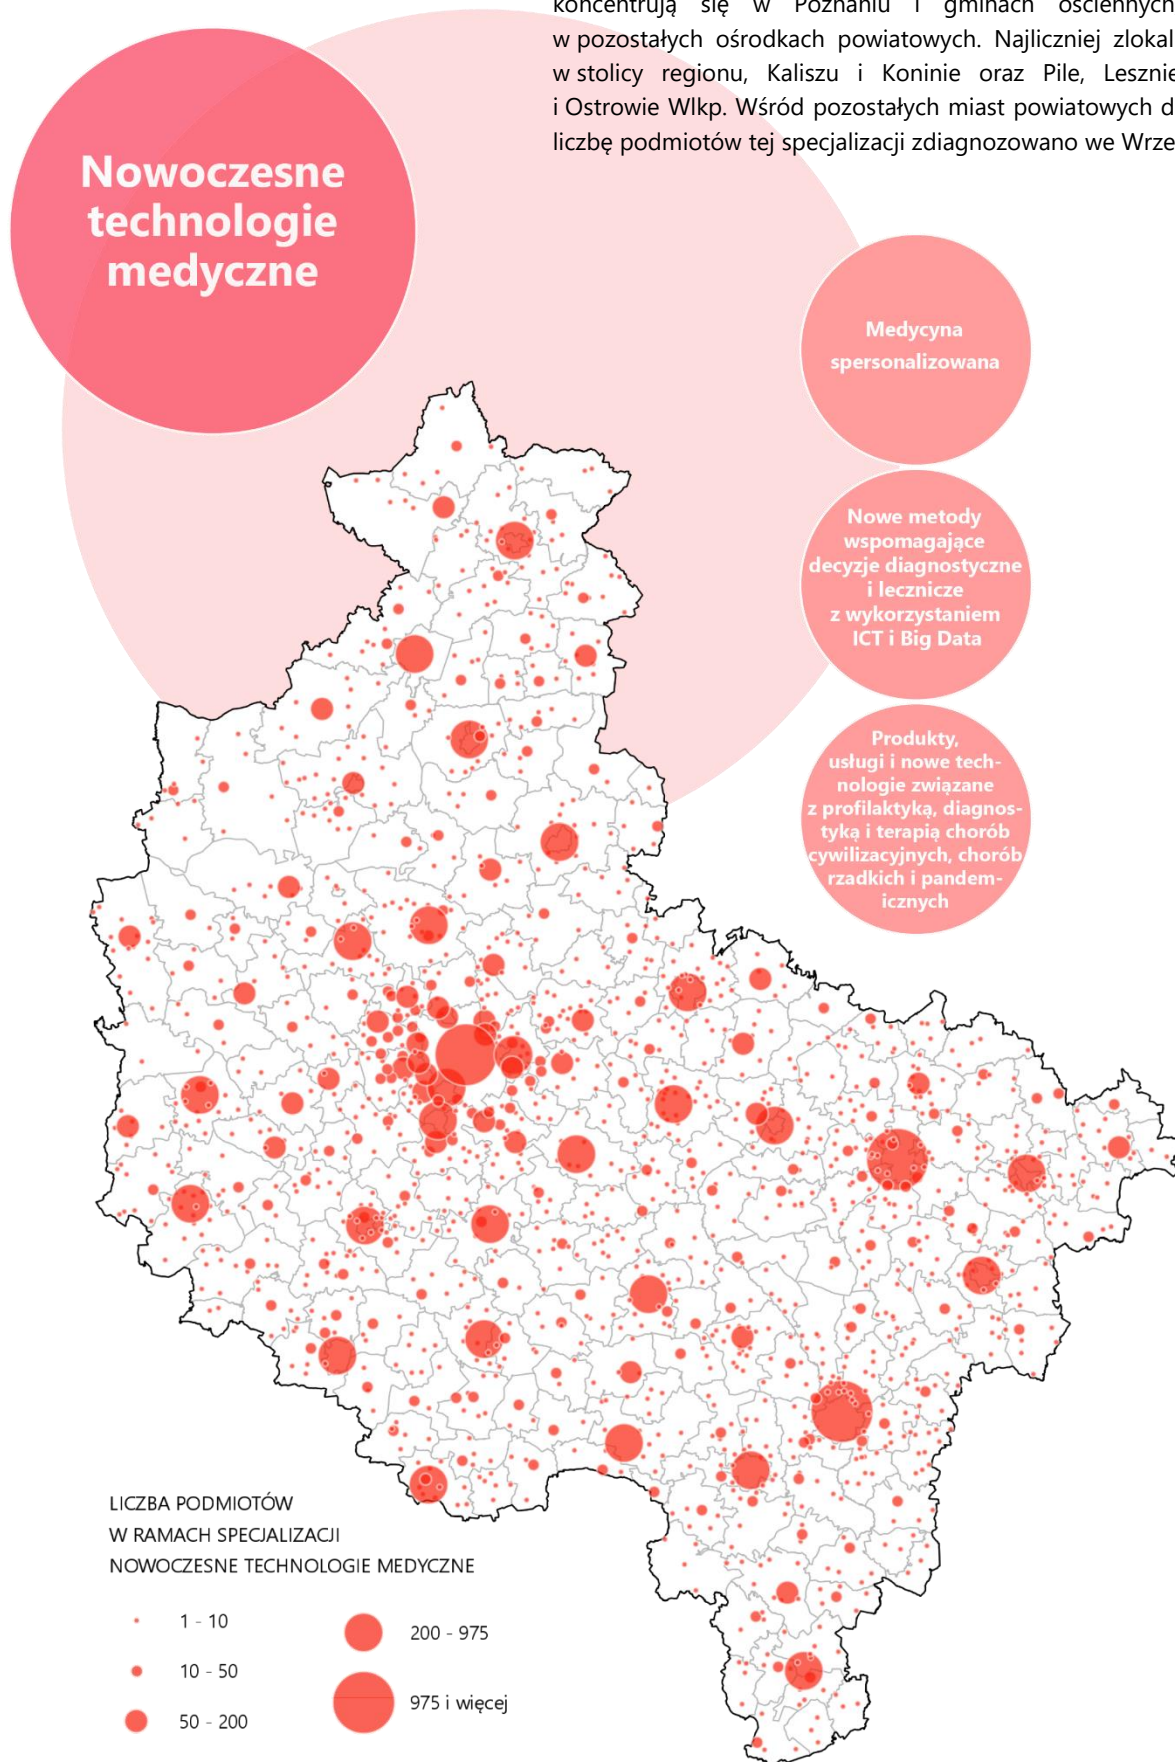 koncentrują się w Poznaniu i gminach ościennych
w pozostałych ośrodkach powiatowych. Najliczniej zlokal
w stolicy regionu, Kaliszu i Koninie oraz Pile, Lesznie
i Ostrowie Wlkp. Wśród pozostałych miast powiatowych d
liczbę podmiotów tej specjalizacji zdiagnozowano we Wrze
Nowoczesne
technologie
medyczne
Medycyna
spersonalizowana
Nowe metody
wspomagające
decyzje diagnostyczne
i lecznicze
z wykorzystaniem
ICT i Big Data
Produkty,
usługi i nowe tech-
nologie związane
z profilaktyką, diagnos-
tyką i terapią chorób
cywilizacyjnych, chorób
rzadkich i pandem-
icznych
LICZBA PODMIOTÓW
W RAMACH SPECJALIZACJI
NOWOCZESNE TECHNOLOGIE MEDYCZNE
1 - 10
10 - 50
50 - 200
200 - 975
975 i więcej